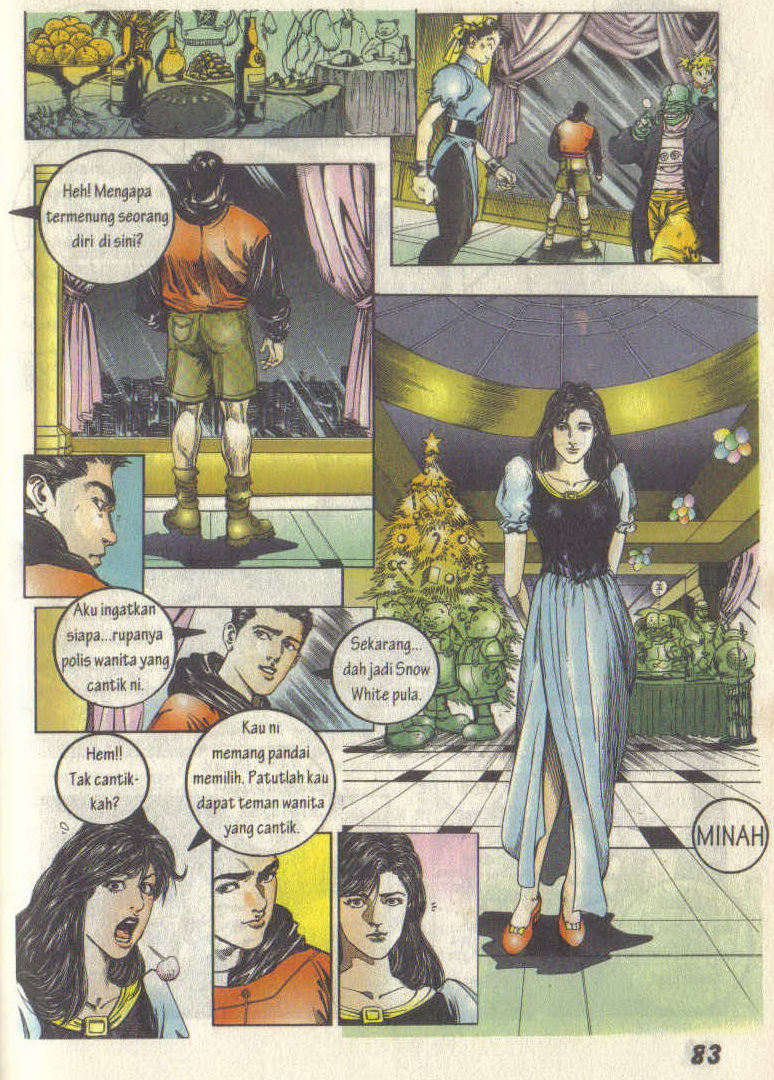 Heh! Mengapa
termenung seorang
diri di sini?
Aku ingatkan
siapa...rupanya
polis wanita yang
cantik ni.
Sekarang...
dah jadi Snow
White pula.
Hem!!
Tak cantik-
kah?
Kau ni
memang pandai
memilih. Patutlah kau
dapat teman wanita
yang cantik.
MINAH
83